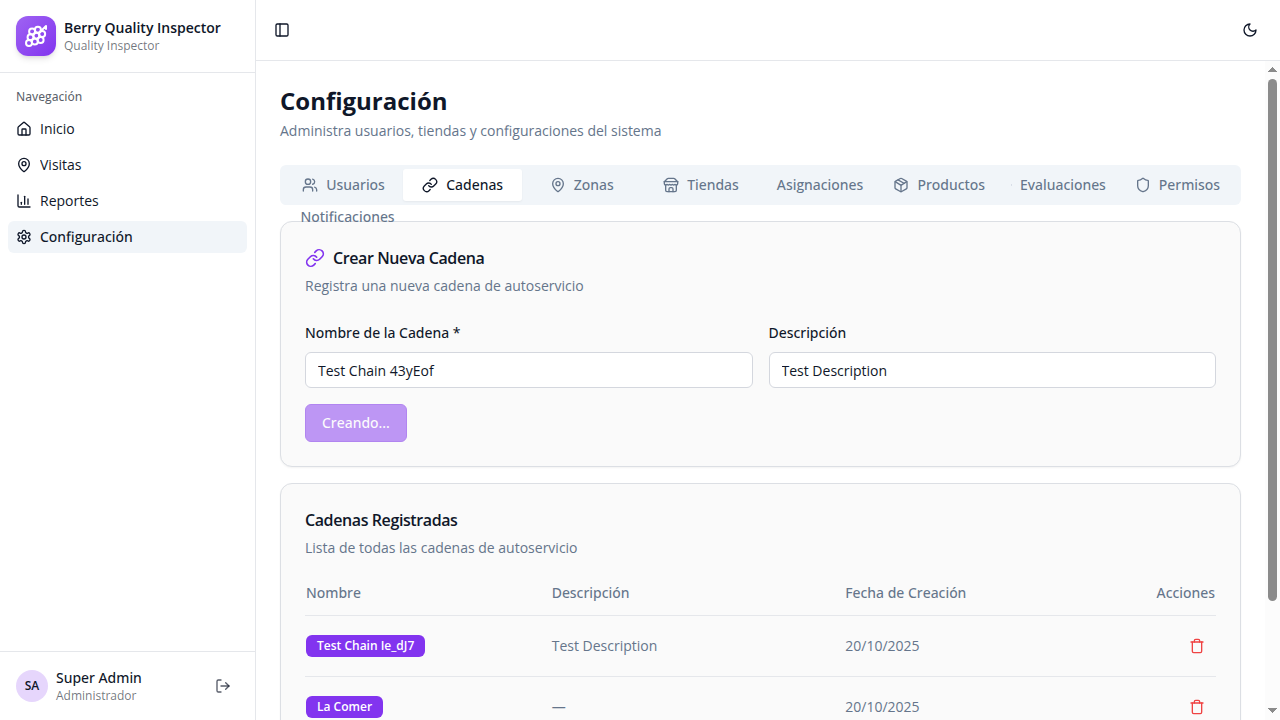 Berry Quality Inspector
Quality Inspector
Navegación
Inicio
Visitas
Reportes
Configuración
SA
Super Admin
Administrador
Configuración
Administra usuarios, tiendas y configuraciones del sistema
Usuarios Cadenas Zonas Tiendas Asignaciones Productos Evaluaciones Permisos
Notificaciones
Crear Nueva Cadena
Registra una nueva cadena de autoservicio
Nombre de la Cadena * Descripción
Test Chain 43yEof Test Description
Creando...
Cadenas Registradas
Lista de todas las cadenas de autoservicio
Nombre Descripción Fecha de Creación Acciones
Test Chain Ie_dJ7 Test Description 20/10/2025
La Comer — 20/10/2025